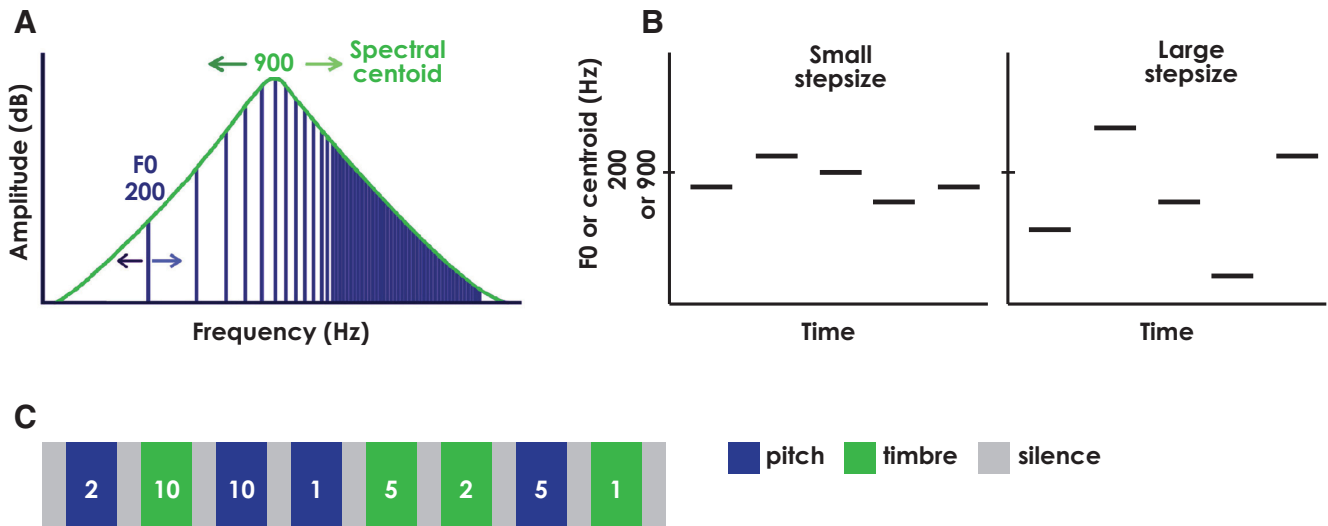 A
900
Spectral
centroid
F0
200
Amplitude (dB)
Frequency (Hz)
B
Small
stepsize
Large
stepsize
F0 or centroid (Hz)
200
or 900
Time
Time
C
2 10 10 1 5 2 5 1
pitch timbre silence